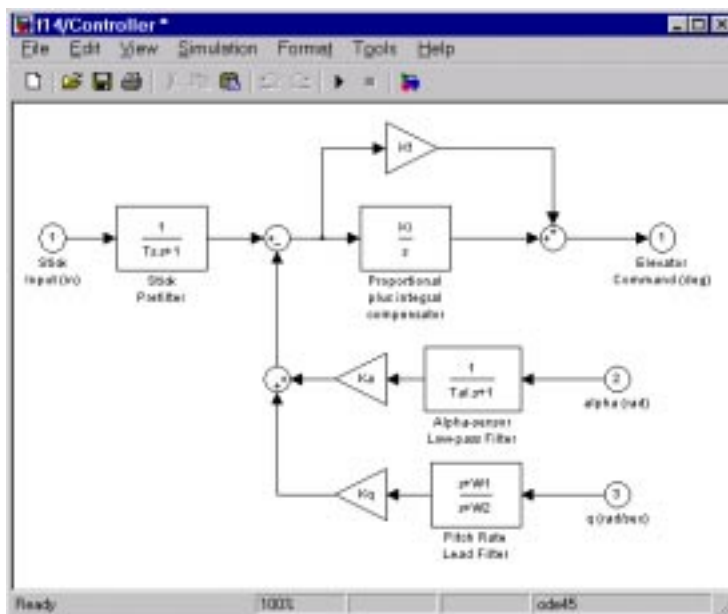 f14/Controller *
File Edit View Simulation Format Tools Help
Kf
1
1
Ts.s+1
Ki
s
1
Stick
Input (in)
Stick
Prefilter
Proportional
plus integral
compensator
Elevator
Command (deg)
Ka
1
Tal.s+1
2
alpha (rad)
Alpha-sensor
Low-pass Filter
Kq
s+W1
s+W2
3
q (rad/sec)
Pitch Rate
Lead Filter
Ready 100% ode45